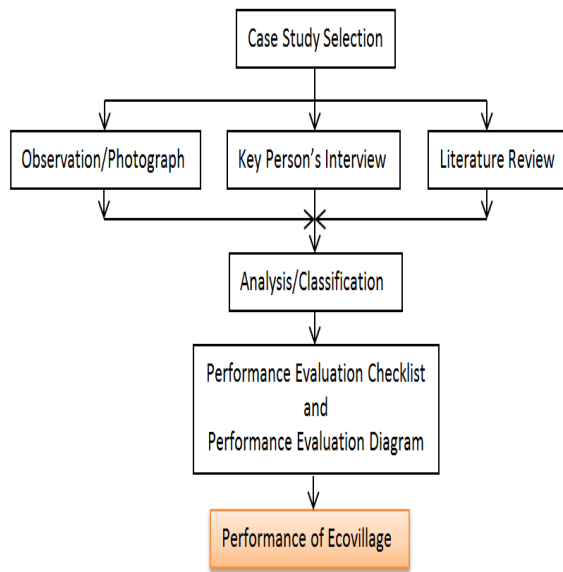 Case Study Selection
Observation/Photograph
Key Person's Interview
Literature Review
Analysis/Classification
Performance Evaluation Checklist
and
Performance Evaluation Diagram
Performance of Ecovillage